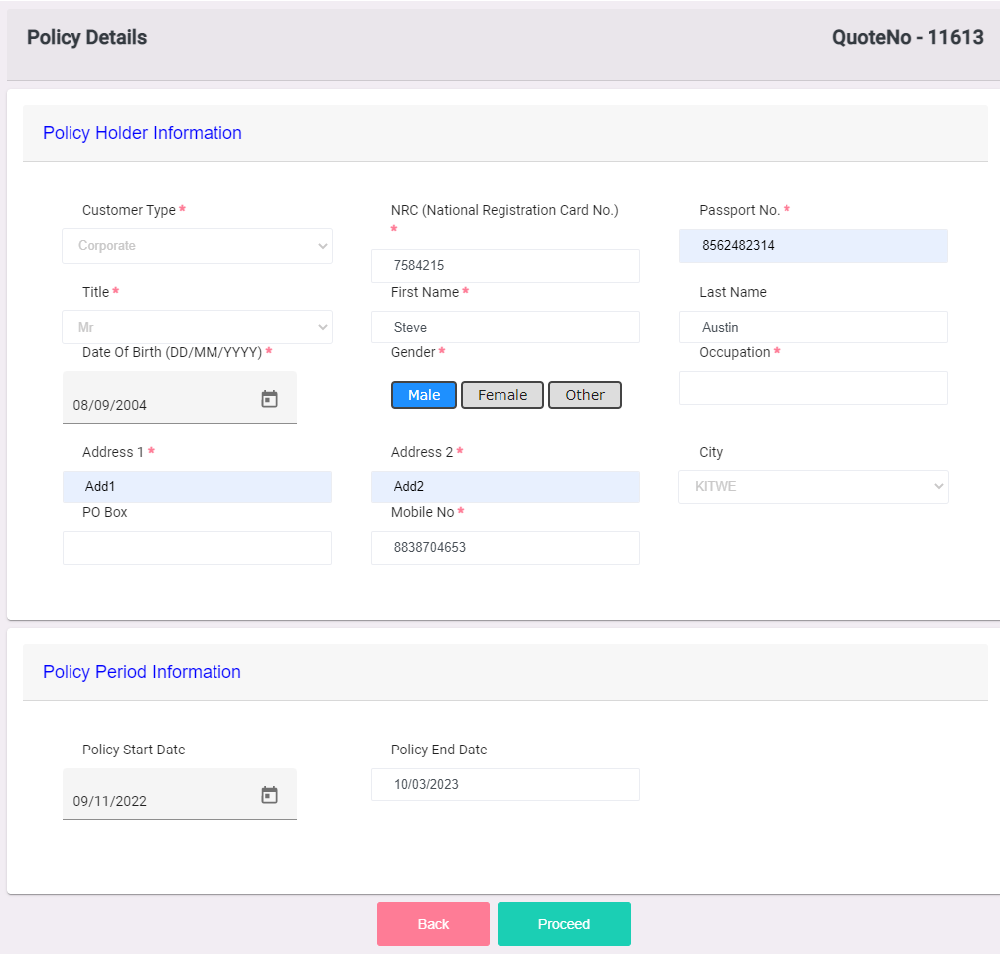 Policy Details
QuoteNo - 11613
Policy Holder Information
Customer Type *
NRC (National Registration Card No.)
*
Passport No. *
Corporate
7584215
8562482314
Title *
First Name *
Last Name
Mr
Steve
Austin
Date Of Birth (DD/MM/YYYY) *
Gender *
Occupation *
08/09/2004
Male
Female
Other
Address 1 *
Address 2 *
City
Add1
Add2
KITWE
PO Box
Mobile No *
8838704653
Policy Period Information
Policy Start Date
Policy End Date
09/11/2022
10/03/2023
Back
Proceed